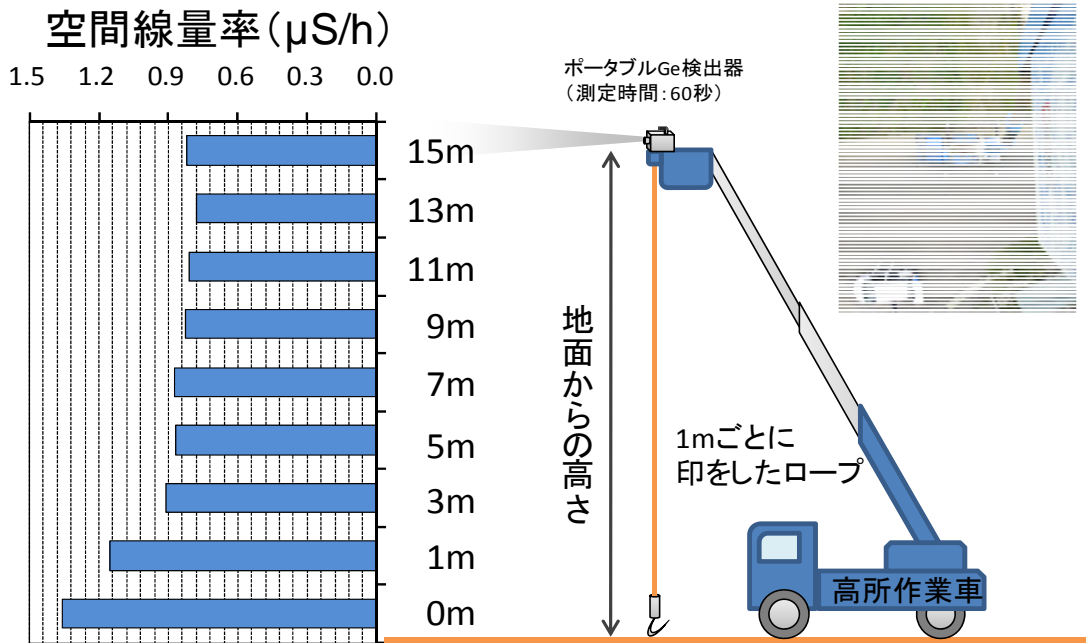 空間線量率(μS/h)
1.5 1.2 0.9 0.6 0.3 0.0
ポータブルGe検出器
(測定時間:60秒)
15m
13m
11m
9m
7m
5m
3m
1m
0m
地面からの高さ
1mごとに
印をしたロープ
高所作業車